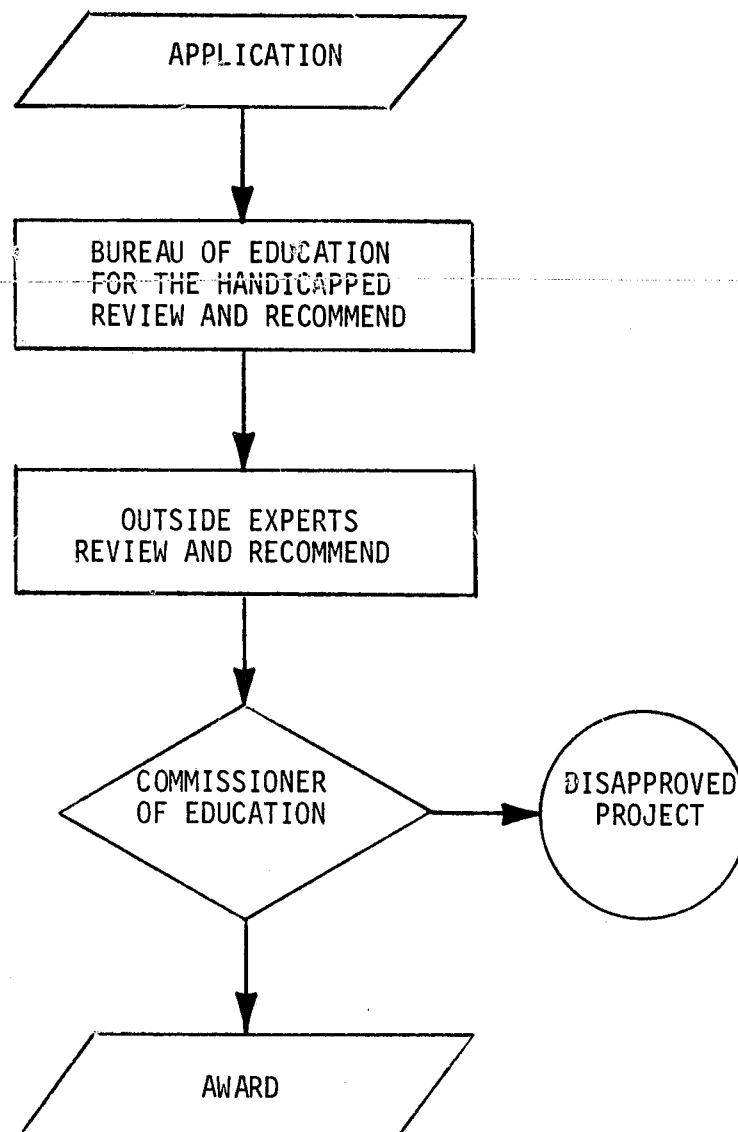 APPLICATION
BUREAU OF EDUCATION
FOR THE HANDICAPPED
REVIEW AND RECOMMEND
OUTSIDE EXPERTS
REVIEW AND RECOMMEND
COMMISSIONER
OF EDUCATION
DISAPPROVED
PROJECT
AWARD